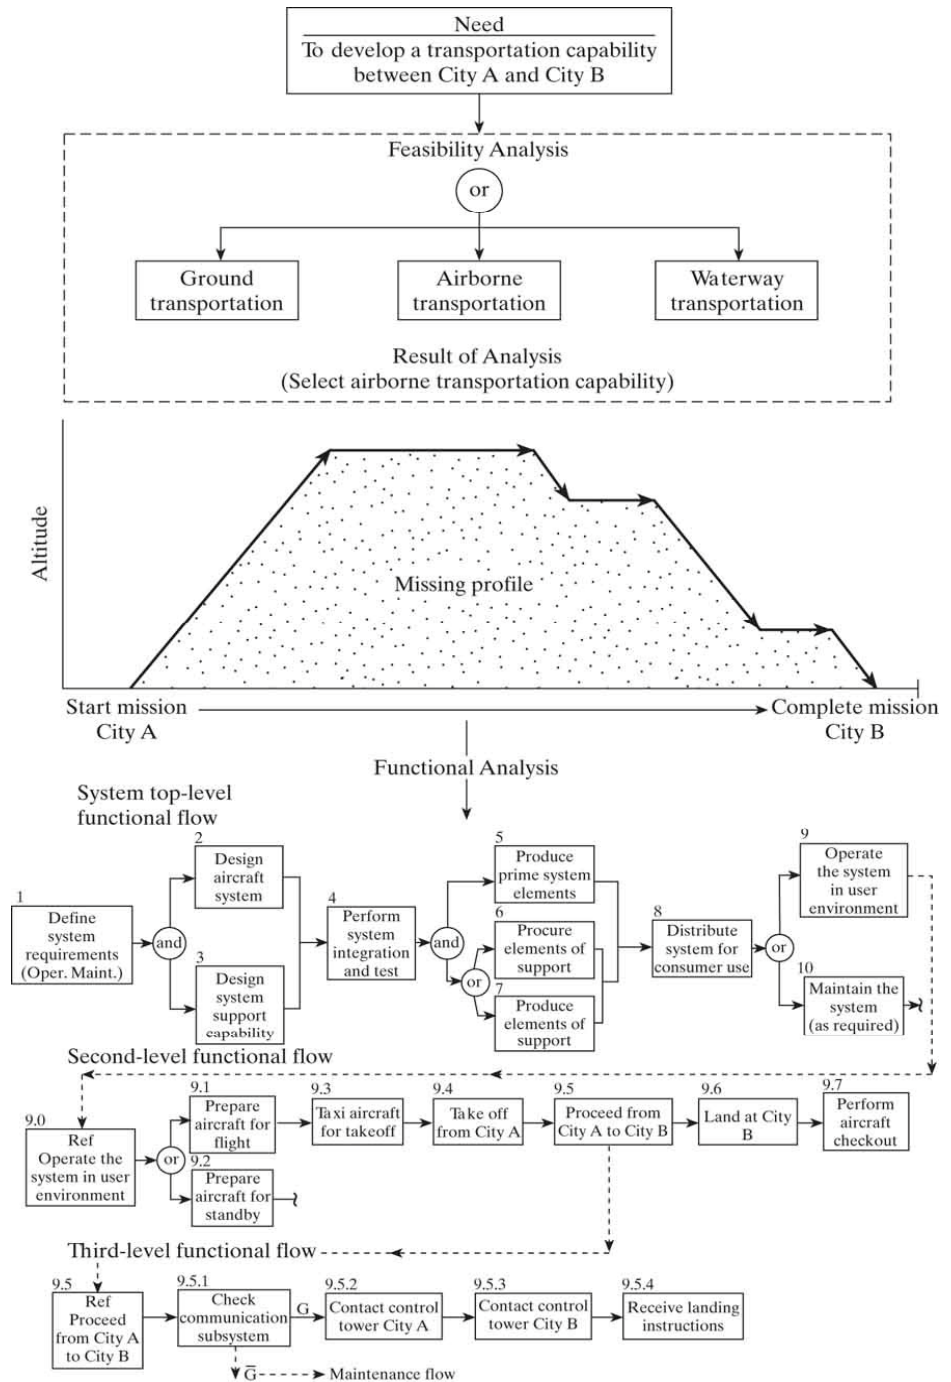 Need
To develop a transportation capability
between City A and City B
Feasibility Analysis
or
Ground
transportation
Airborne
transportation
Waterway
transportation
Result of Analysis
(Select airborne transportation capability)
Altitude
Missing profile
Start mission
City A
Complete mission
City B
Functional Analysis
System top-level
functional flow
1
Define
system
requirements
(Oper. Maint.)
and
2
Design
aircraft
system
3
Design
system
support
capability
4
Perform
system
integration
and test
and
5
Produce
prime system
elements
or
6
Procure
elements of
support
7
Produce
elements of
support
8
Distribute
system for
consumer use
or
9
Operate
the system
in user
environment
10
Maintain the
system
(as required)
Second-level functional flow
9.0
Ref
Operate the
system in user
environment
or
9.1
Prepare
aircraft for
flight
9.2
Prepare
aircraft for
standby
9.3
Taxi aircraft
for takeoff
9.4
Take off
from City A
9.5
Proceed from
City A to City B
9.6
Land at City
B
9.7
Perform
aircraft
checkout
Third-level functional flow
9.5
Ref
Proceed
from City A
to City B
9.5.1
Check
communication
subsystem
G
9.5.2
Contact control
tower City A
9.5.3
Contact control
tower City B
9.5.4
Receive landing
instructions
G̅
Maintenance flow